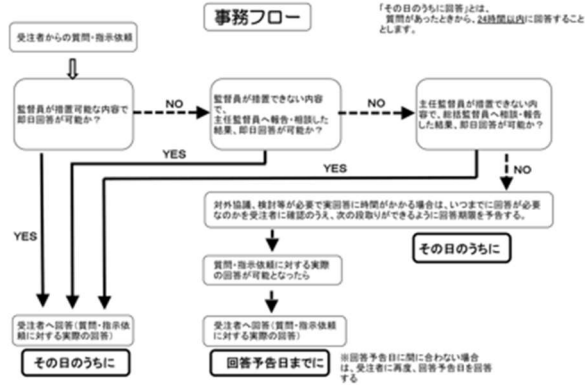 事務フロー
「その日のうちに回答」とは、
質問があったときから、24時間以内に回答すること
とします。
受注者からの質問・指示依頼
監督員が措置可能な内容で
即日回答が可能か?
NO
監督員が措置できない内容
で、
主任監督員へ報告・相談した
結果、即日回答が可能か?
NO
主任監督員が措置できない内
容で、総括監督員へ相談・報告
した結果、即日回答が可能か?
YES
YES
NO
YES
対外協議、検討等が必要で実回答に時間がかかる場合は、いつまでに回答が必要
なのかを受注者に確認のうえ、次の段取りができるように回答期限を予告する。
その日のうちに
質問・指示依頼に対する実際
の回答が可能となったら
受注者へ回答(質問・指示依
頼に対する実際の回答)
その日のうちに
受注者へ回答(質問・指示依頼
に対する実際の回答)
回答予告日までに
※回答予告日に間に合わない場合
は、受注者に再度、回答予告日を回答
する